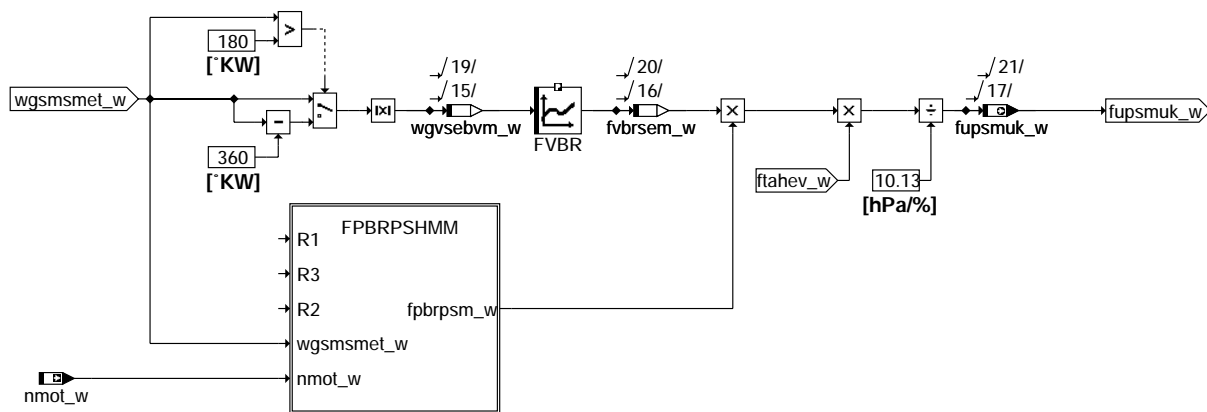 >
180
[°KW]
wgsmsmet_w
-
360
[°KW]
|x|
19/
15/
wgvsebvm_w
FVBR
20/
16/
fvbrsem_w
×
×
÷
ftahev_w
10.13
[hPa/%]
21/
17/
fupsmuk_w
fupsmuk_w
FPBRPSHMM
R1
R3
R2
fpbrpsm_w
wgsmsmet_w
nmot_w
nmot_w